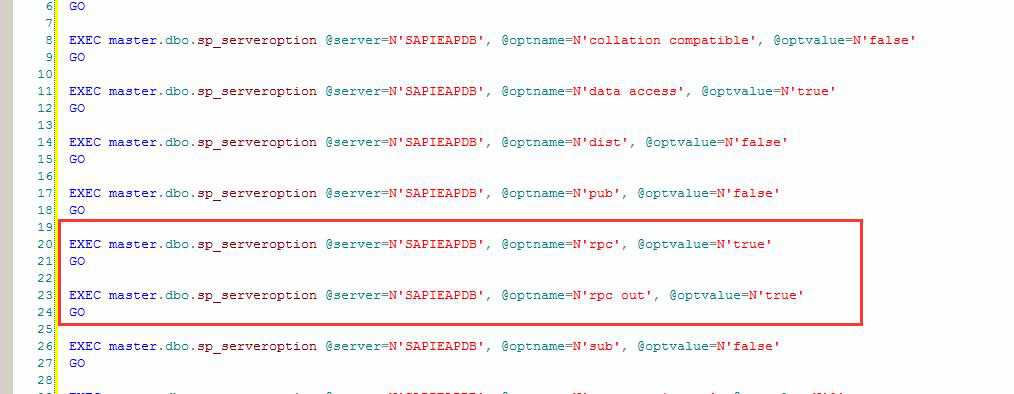 6 GO
7
8 EXEC master.dbo.sp_serveroption @server=N'SAPIEAPDB', @optname=N'collation compatible', @optvalue=N'false'
9 GO
10
11 EXEC master.dbo.sp_serveroption @server=N'SAPIEAPDB', @optname=N'data access', @optvalue=N'true'
12 GO
13
14 EXEC master.dbo.sp_serveroption @server=N'SAPIEAPDB', @optname=N'dist', @optvalue=N'false'
15 GO
16
17 EXEC master.dbo.sp_serveroption @server=N'SAPIEAPDB', @optname=N'pub', @optvalue=N'false'
18 GO
19
20 EXEC master.dbo.sp_serveroption @server=N'SAPIEAPDB', @optname=N'rpc', @optvalue=N'true'
21 GO
22
23 EXEC master.dbo.sp_serveroption @server=N'SAPIEAPDB', @optname=N'rpc out', @optvalue=N'true'
24 GO
25
26 EXEC master.dbo.sp_serveroption @server=N'SAPIEAPDB', @optname=N'sub', @optvalue=N'false'
27 GO
28